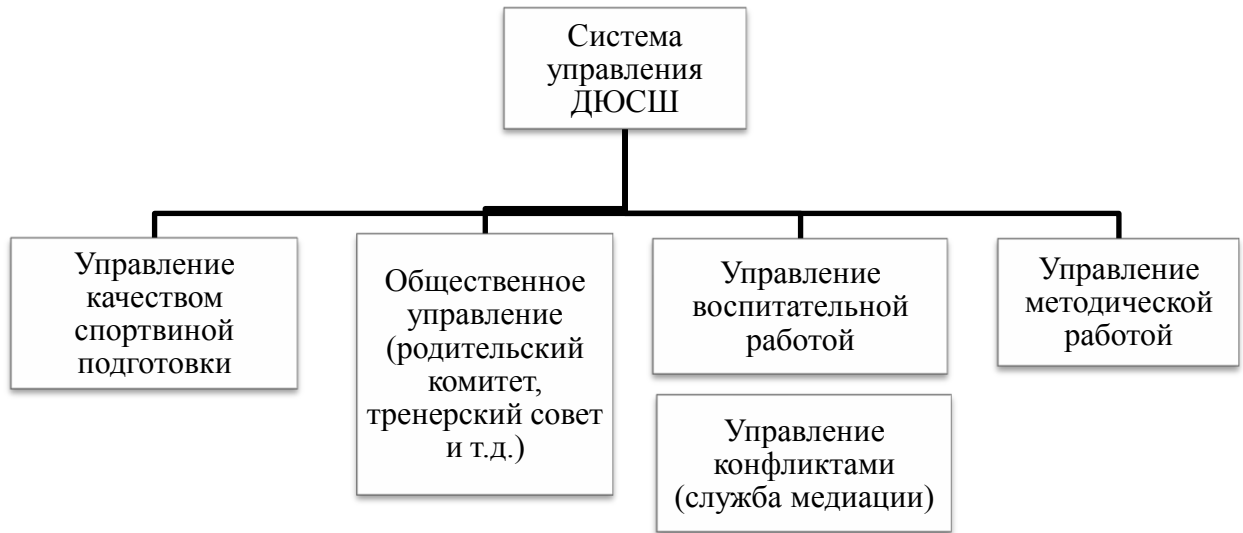 Система
управления
ДЮСШ
Управление
качеством
спортвиной
подготовки
Общественное
управление
(родительский
комитет,
тренерский совет
и т.д.)
Управление
воспитательной
работой
Управление
методической
работой
Управление
конфликтами
(служба медиации)